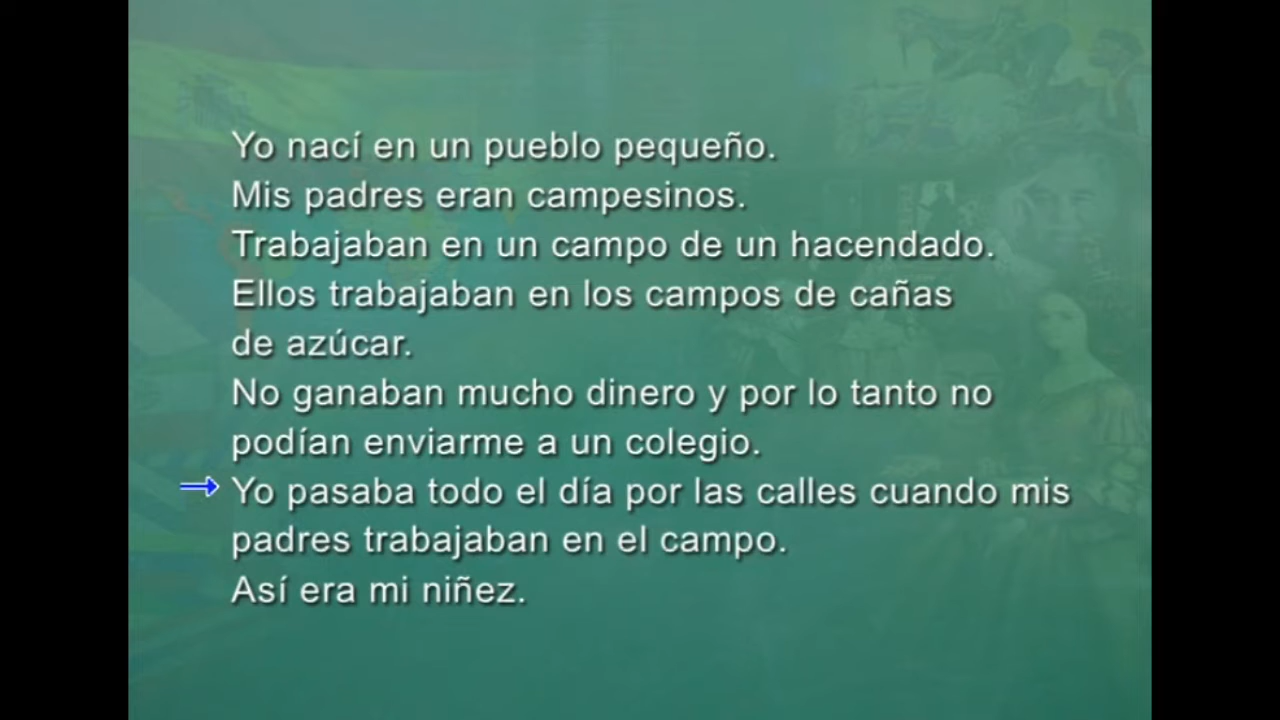 Yo nací en un pueblo pequeño.
Mis padres eran campesinos.
Trabajaban en un campo de un hacendado.
Ellos trabajaban en los campos de cañas
de azúcar.
No ganaban mucho dinero y por lo tanto no
podían enviarme a un colegio.
Yo pasaba todo el día por las calles cuando mis
padres trabajaban en el campo.
Así era mi niñez.